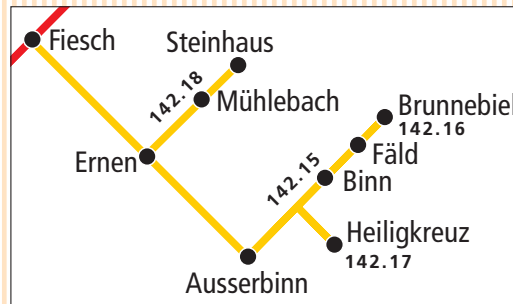 Fiesch
Steinhaus
142.18
Mühlebach
Brunnebiel
142.16
Ernen
Fäld
142.15
Binn
Heiligkreuz
142.17
Ausserbinn